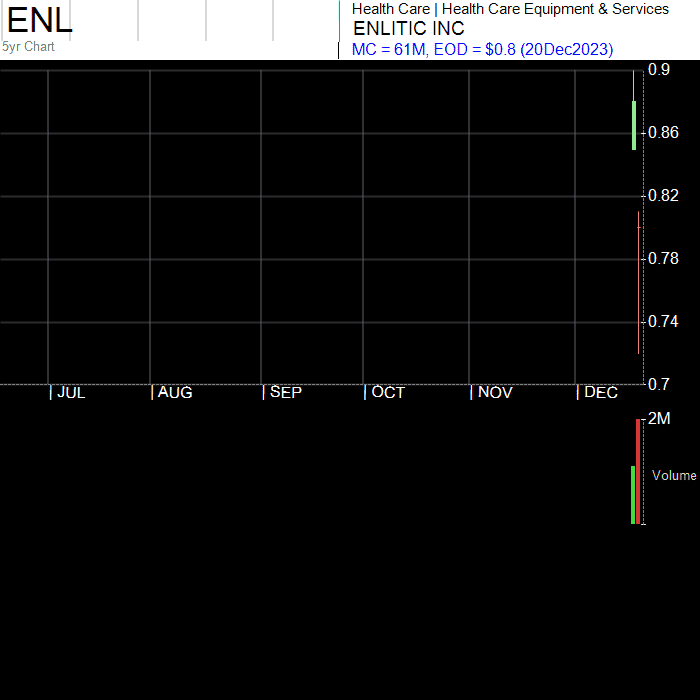 ENL
5yr Chart
Health Care | Health Care Equipment & Services
ENLITIC INC
MC = 61M, EOD = $0.8 (20Dec2023)
0.9
0.86
0.82
0.78
0.74
0.7
| JUL | AUG | SEP | OCT | NOV | DEC
2M
Volume